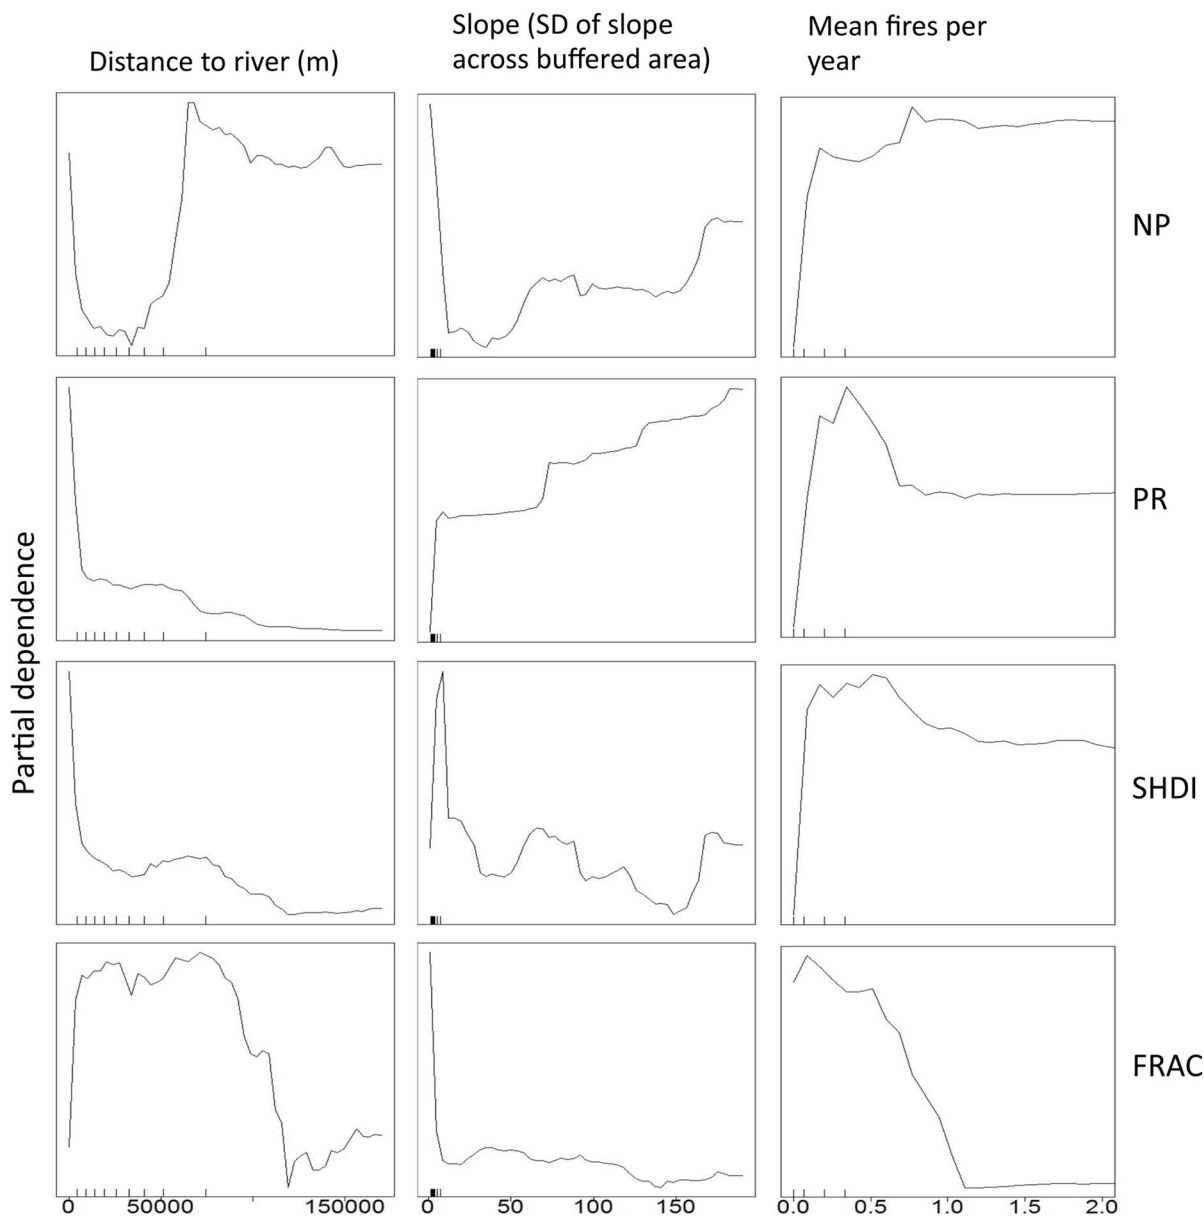 Distance to river (m)
Slope (SD of slope
across buffered area)
Mean fires per
year
NP
PR
Partial dependence
SHDI
FRAC
0 50000 150000
0 50 100 150
0.0 0.5 1.0 1.5 2.0